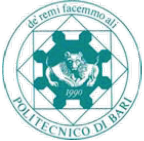 de remi facemmo ali
1990
POLITECNICO DI BARI